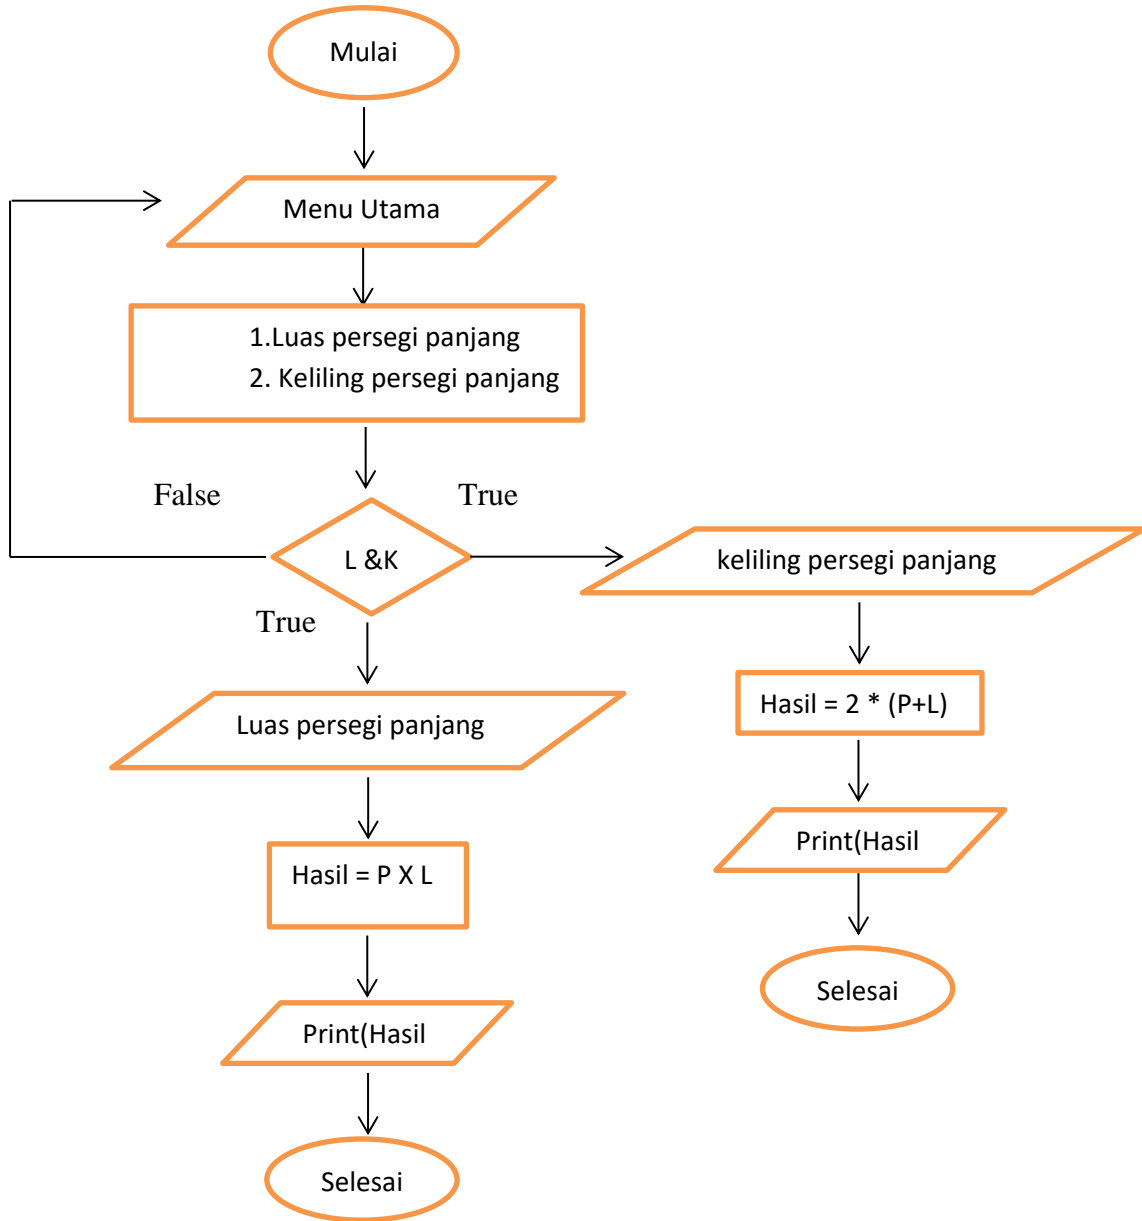 Mulai
Menu Utama
1.Luas persegi panjang
2. Keliling persegi panjang
False
True
L &K
keliling persegi panjang
True
Hasil = 2 * (P+L)
Luas persegi panjang
Print(Hasil
Hasil = P X L
Selesai
Print(Hasil
Selesai